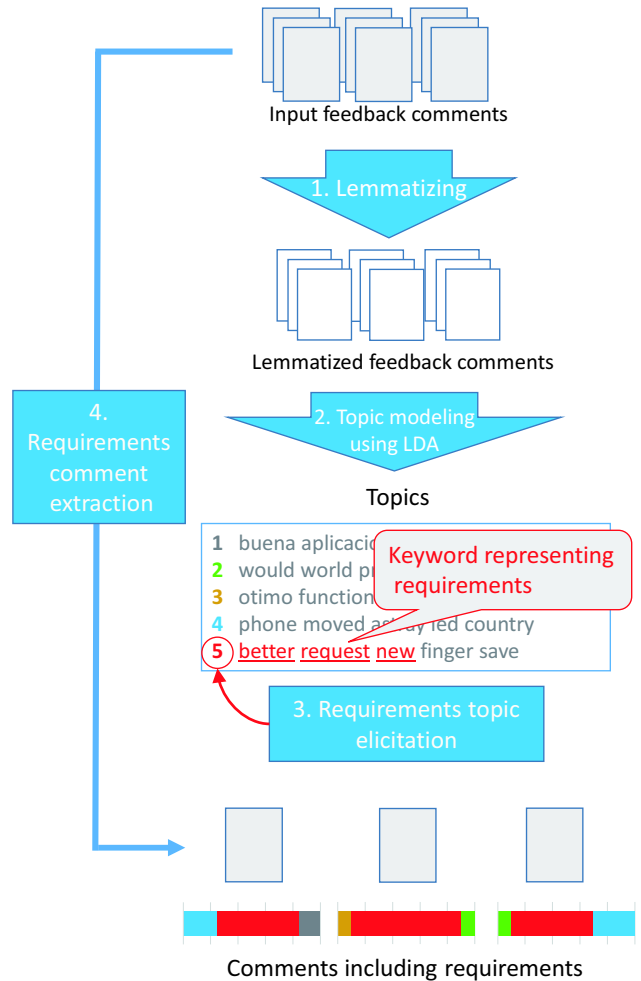 Input feedback comments
1. Lemmatizing
Lemmatized feedback comments
2. Topic modeling
using LDA
4.
Requirements
comment
extraction
Topics
1 buena
2 would world
3 otimo function
4 phone moved led country
5 better request new finger save
Keyword representing
requirements
3. Requirements topic
elicitation
Comments including requirements